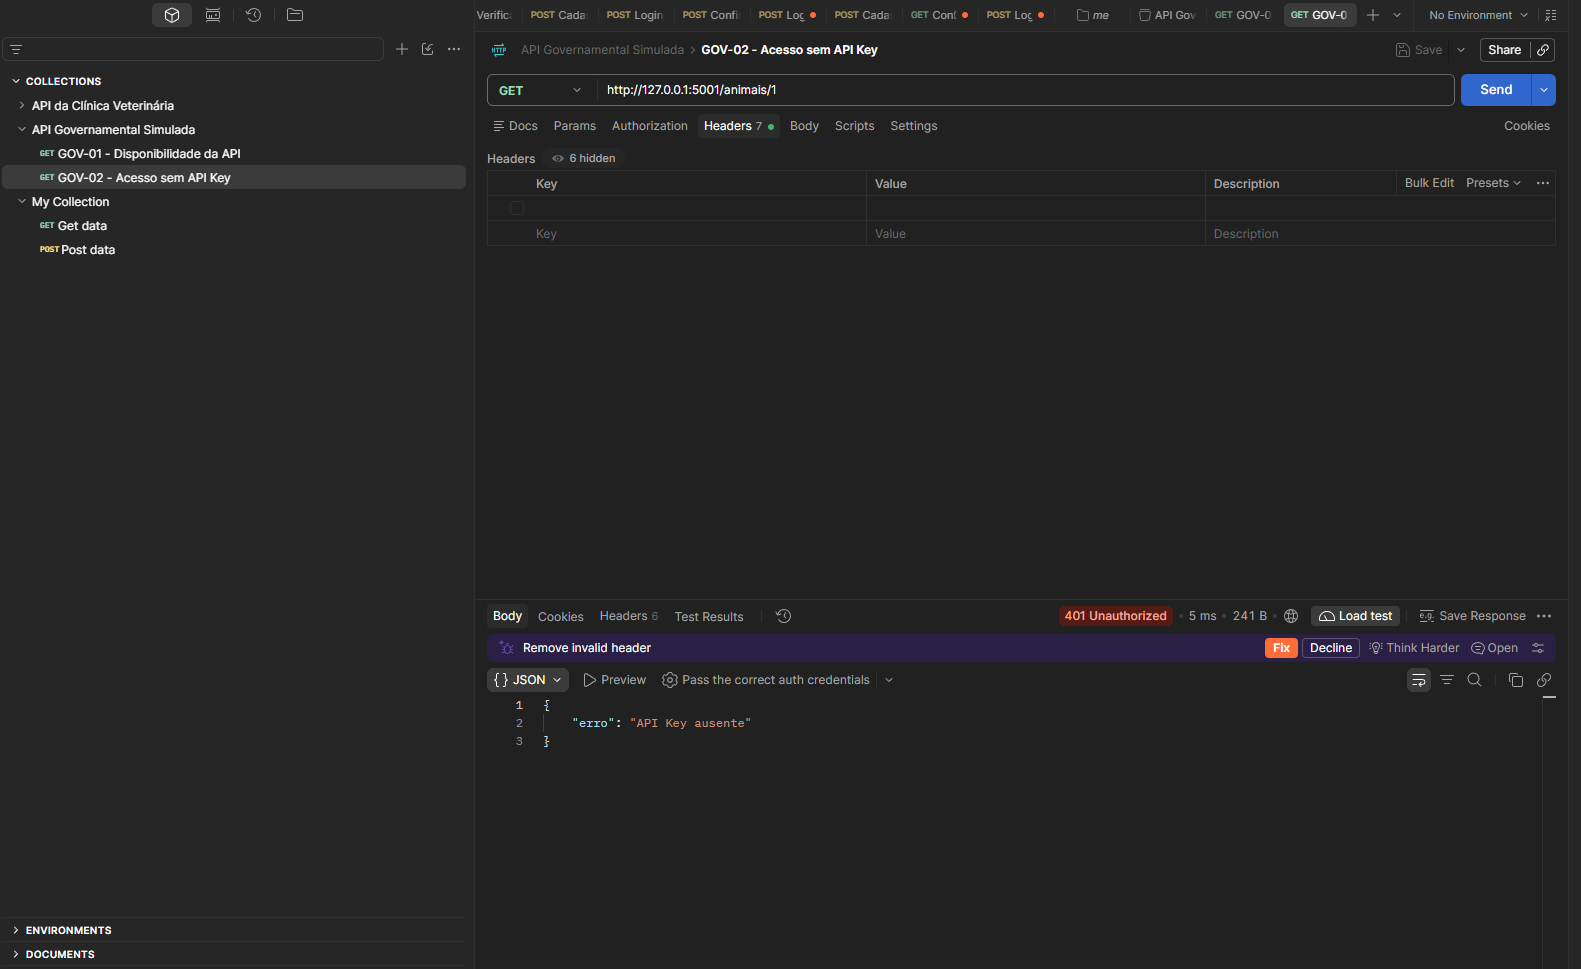 Verific
POST Cada
POST Login
POST Confi
POST Log
POST Cada
GET Conf
POST Log
me
API Gov
GET GOV-0
GET GOV-0
No Environment
COLLECTIONS
API da Clínica Veterinária
API Governamental Simulada
GET GOV-01 - Disponibilidade da API
GET GOV-02 - Acesso sem API Key
My Collection
GET Get data
POST Post data
ENVIRONMENTS
DOCUMENTS
HTTP API Governamental Simulada > GOV-02 - Acesso sem API Key
Save
Share
GET http://127.0.0.1:5001/animais/1
Send
Docs Params Authorization Headers 7 Body Scripts Settings Cookies
Headers 6 hidden
Key Value Description Bulk Edit Presets
Key Value Description
Body Cookies Headers 6 Test Results 401 Unauthorized 5 ms 241 B Load test e.g. Save Response
Remove invalid header Fix Decline Think Harder Open
{} JSON Preview Pass the correct auth credentials
1 {
2 "erro": "API Key ausente"
3 }